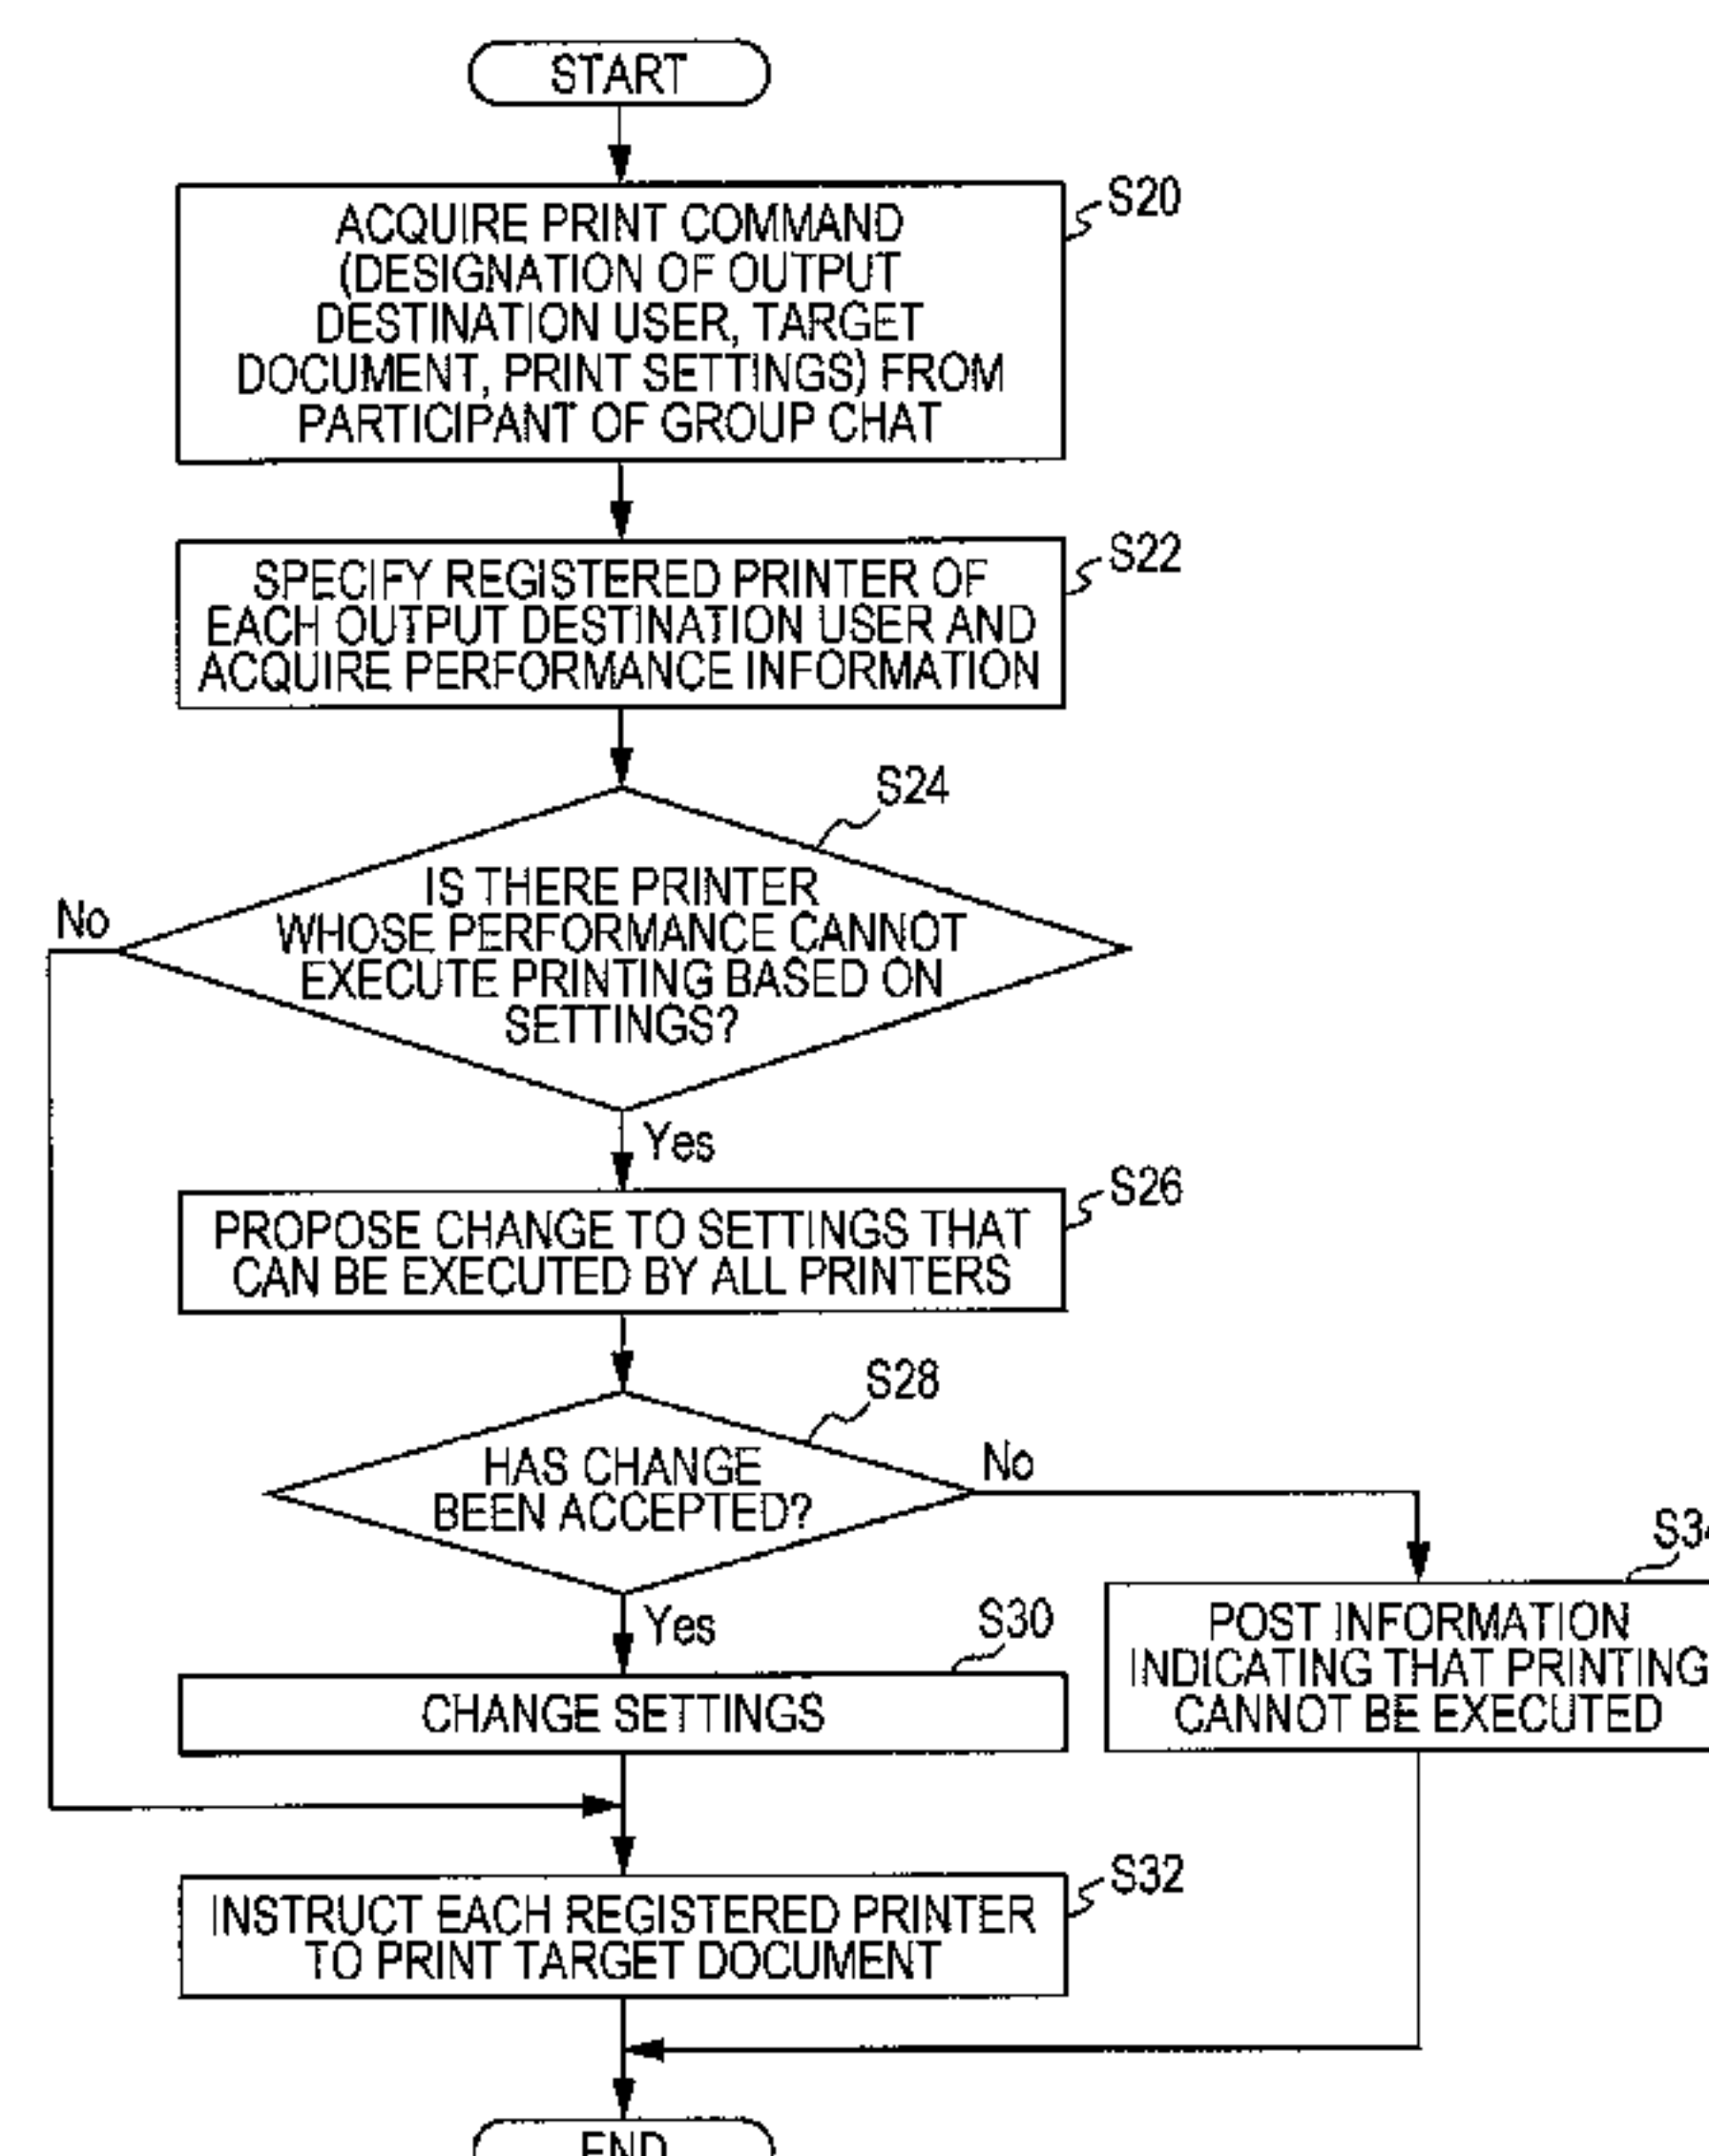 START
S20
ACQUIRE PRINT COMMAND
(DESIGNATION OF OUTPUT
DESTINATION USER, TARGET
DOCUMENT, PRINT SETTINGS) FROM
PARTICIPANT OF GROUP CHAT
S22
SPECIFY REGISTERED PRINTER OF
EACH OUTPUT DESTINATION USER AND
ACQUIRE PERFORMANCE INFORMATION
S24
IS THERE PRINTER
WHOSE PERFORMANCE CANNOT
EXECUTE PRINTING BASED ON
SETTINGS?
No
Yes
S26
PROPOSE CHANGE TO SETTINGS THAT
CAN BE EXECUTED BY ALL PRINTERS
S28
HAS CHANGE
BEEN ACCEPTED?
No
Yes
S34
POST INFORMATION
INDICATING THAT PRINTING
CANNOT BE EXECUTED
S30
CHANGE SETTINGS
S32
INSTRUCT EACH REGISTERED PRINTER
TO PRINT TARGET DOCUMENT
END